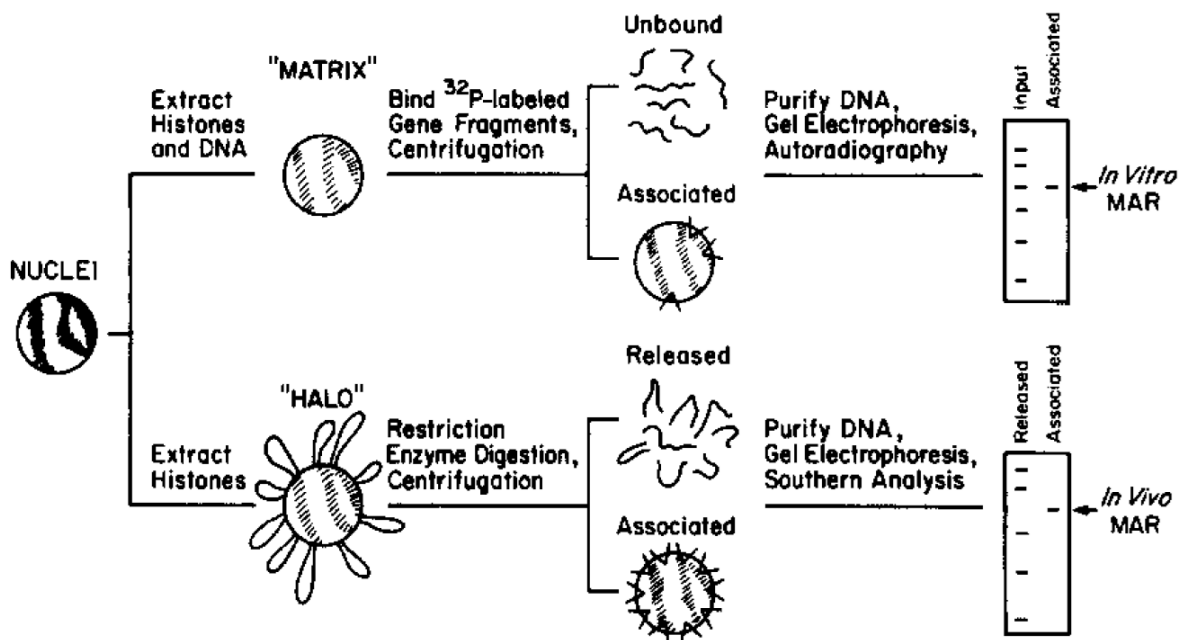 Unbound
"MATRIX"
Extract
Histones
and DNA
Bind ³²P-labeled
Gene Fragments,
Centrifugation
Purify DNA,
Gel Electrophoresis,
Autoradiography
Input
Associated
In Vitro
MAR
Associated
NUCLEI
Released
"HALO"
Extract
Histones
Restriction
Enzyme Digestion,
Centrifugation
Purify DNA,
Gel Electrophoresis,
Southern Analysis
Released
Associated
In Vivo
MAR
Associated